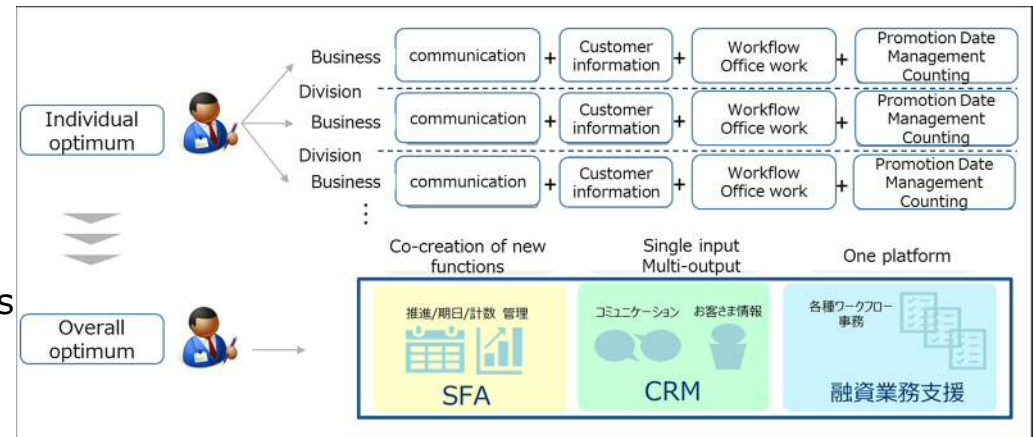 Business communication + Customer information + Workflow Office work + Promotion Date Management Counting
Division
Individual optimum
Business communication + Customer information + Workflow Office work + Promotion Date Management Counting
Division
Business communication + Customer information + Workflow Office work + Promotion Date Management Counting
Co-creation of new functions
Single input Multi-output
One platform
s
Overall optimum
推進/期日/計数 管理
SFA
コミュニケーション お客さま情報
CRM
各種ワークフロー
事務
融資業務支援